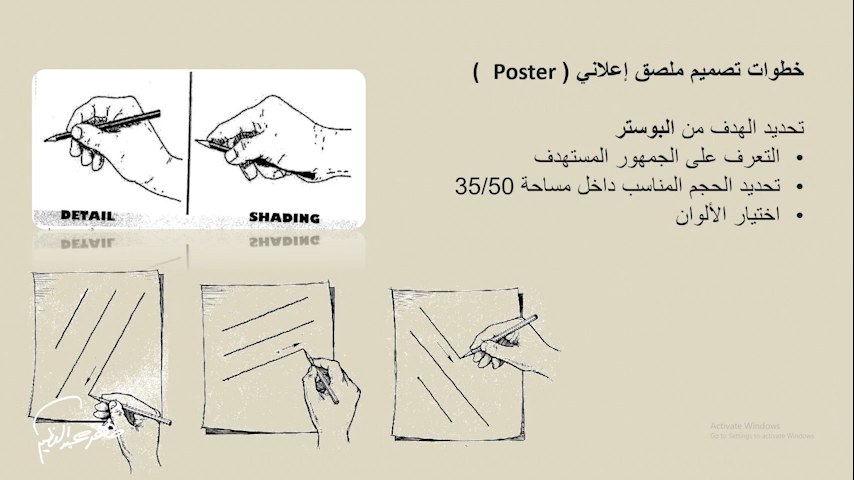 خطوات تصميم ملصق إعلاني ( Poster )
تحديد الهدف من البوستر
• التعرف على الجمهور المستهدف
• تحديد الحجم المناسب داخل مساحة 35/50
• اختيار الألوان
DETAIL
SHADING
Activate Windows
Go to Settings to activate Windows.